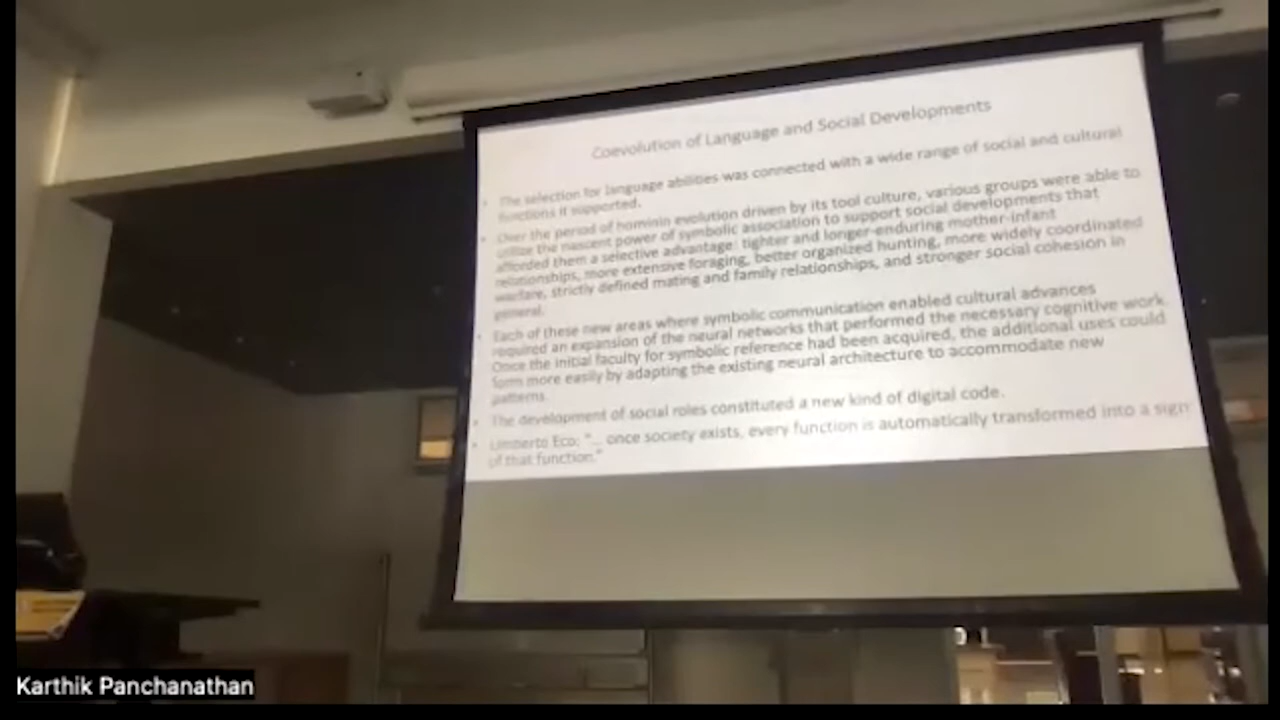 Coevolution of Language and Social Developments
• The selection for language abilities was connected with a wide range of social and cultural
functions it supported.
• Over the period of hominin evolution driven by its tool culture, various groups were able to
utilize the nascent power of symbolic association to support social developments that
afforded them a selective advantage: tighter and longer-enduring mother-infant
relationships, more extensive foraging, better organized hunting, more widely coordinated
warfare, strictly defined mating and family relationships, and stronger social cohesion in
general.
• Each of these new areas where symbolic communication enabled cultural advances
required an expansion of the neural networks that performed the necessary cognitive work.
Once the initial faculty for symbolic reference had been acquired, the additional uses could
form more easily by adapting the existing neural architecture to accommodate new
patterns.
• The development of social roles constituted a new kind of digital code.
• Umberto Eco: "... once society exists, every function is automatically transformed into a sign
of that function."
Karthik Panchanathan